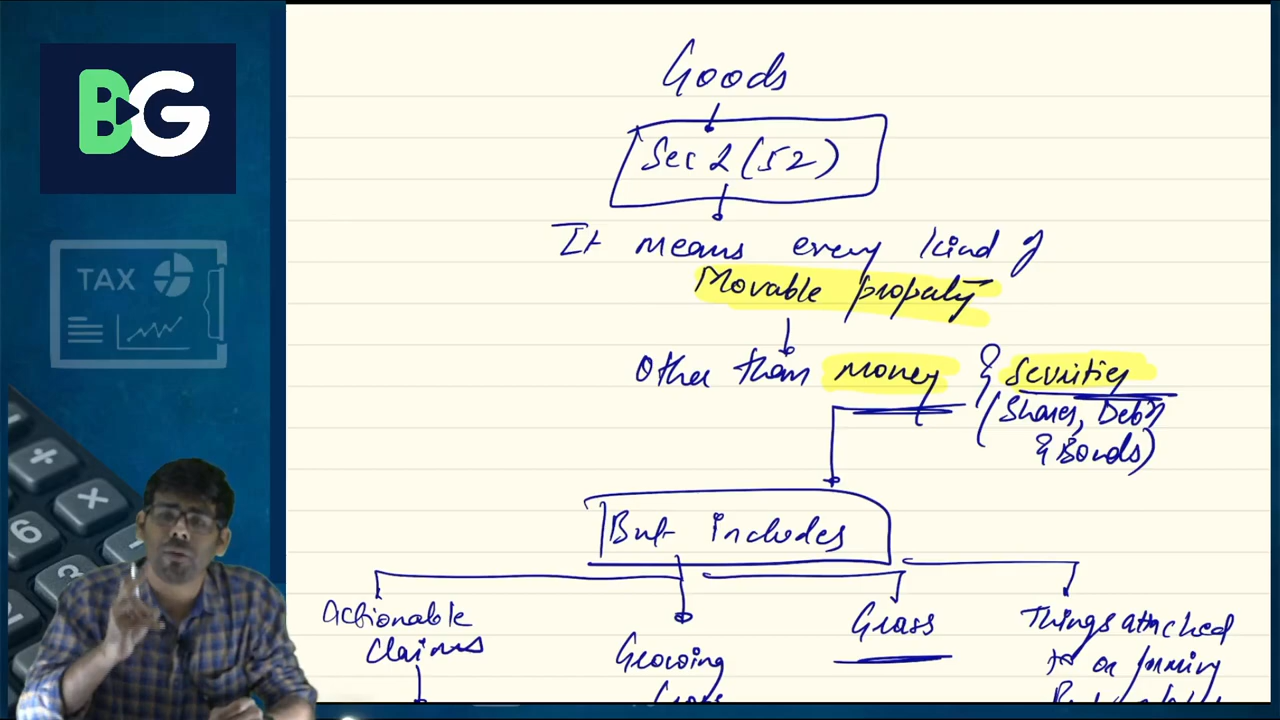 BG
TAX
Goods
Sec 2(52)
It means every kind of
Movable property
Other than money & Securities
(Shares, Deb's
& Bonds)
But includes
Actionable
Claims
Growing
Grass
Things attached
to or forming